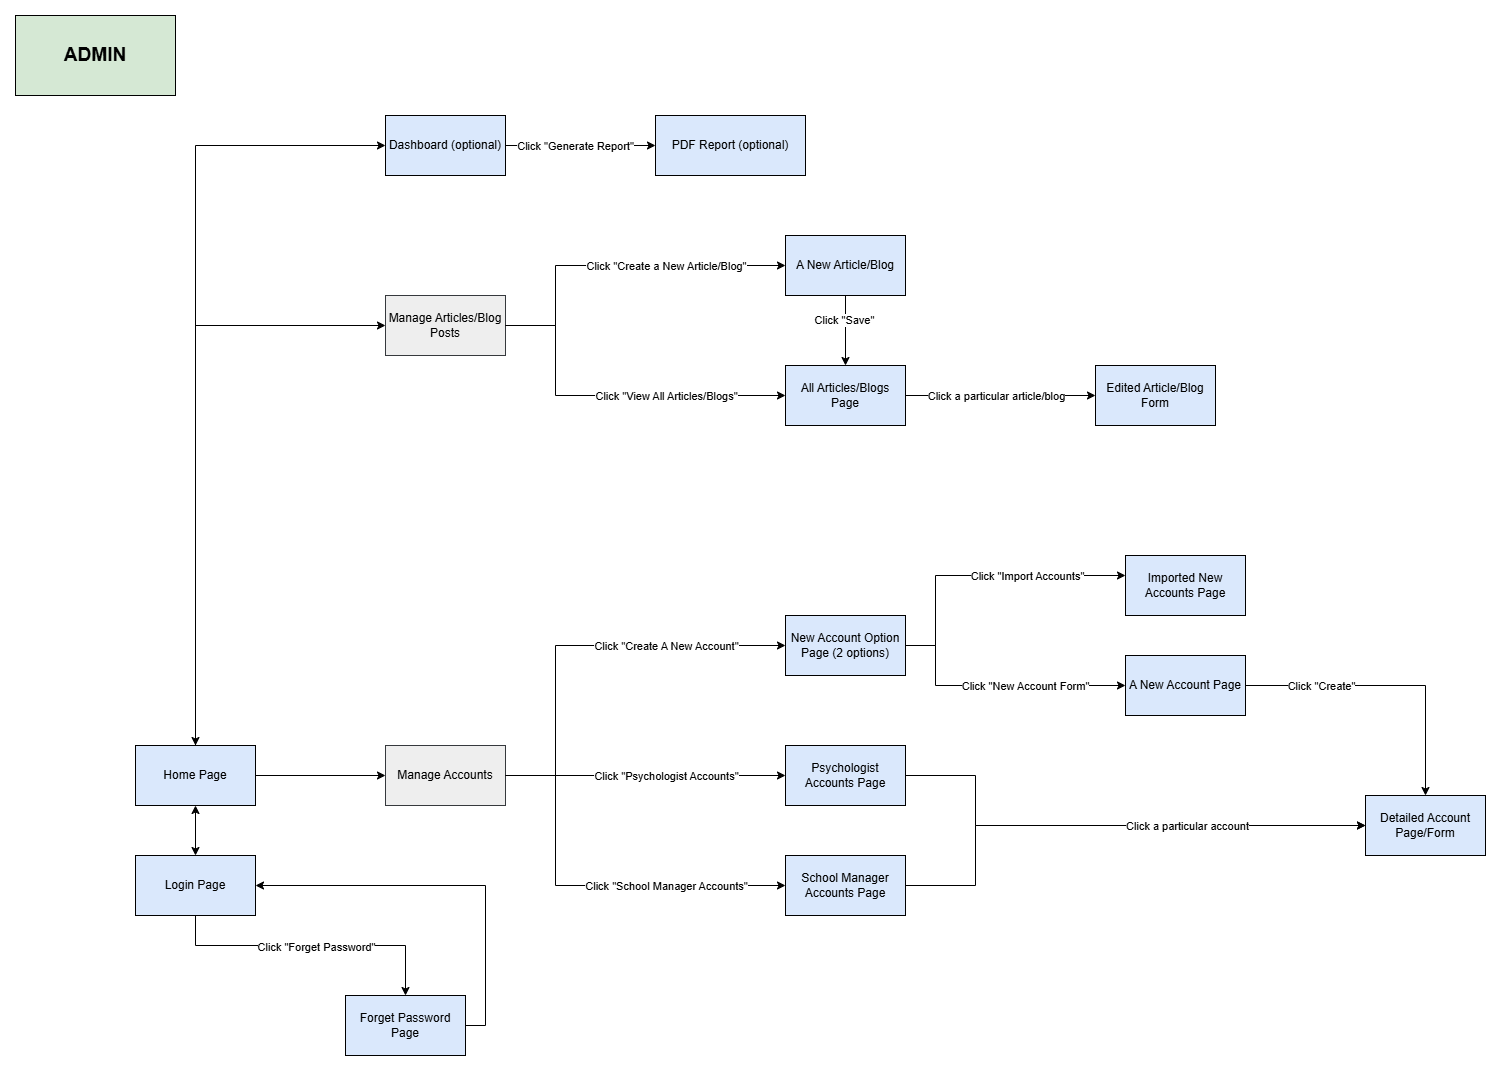 ADMIN
Dashboard (optional)
Click "Generate Report"
PDF Report (optional)
Click "Create a New Article/Blog"
A New Article/Blog
Manage Articles/Blog
Posts
Click "Save"
Click "View All Articles/Blogs"
All Articles/Blogs
Page
Click a particular article/blog
Edited Article/Blog
Form
Click "Import Accounts"
Imported New
Accounts Page
Click "Create A New Account"
New Account Option
Page (2 options)
Click "New Account Form"
A New Account Page
Click "Create"
Home Page
Manage Accounts
Click "Psychologist Accounts"
Psychologist
Accounts Page
Click a particular account
Detailed Account
Page/Form
Login Page
Click "School Manager Accounts"
School Manager
Accounts Page
Click "Forget Password"
Forget Password
Page